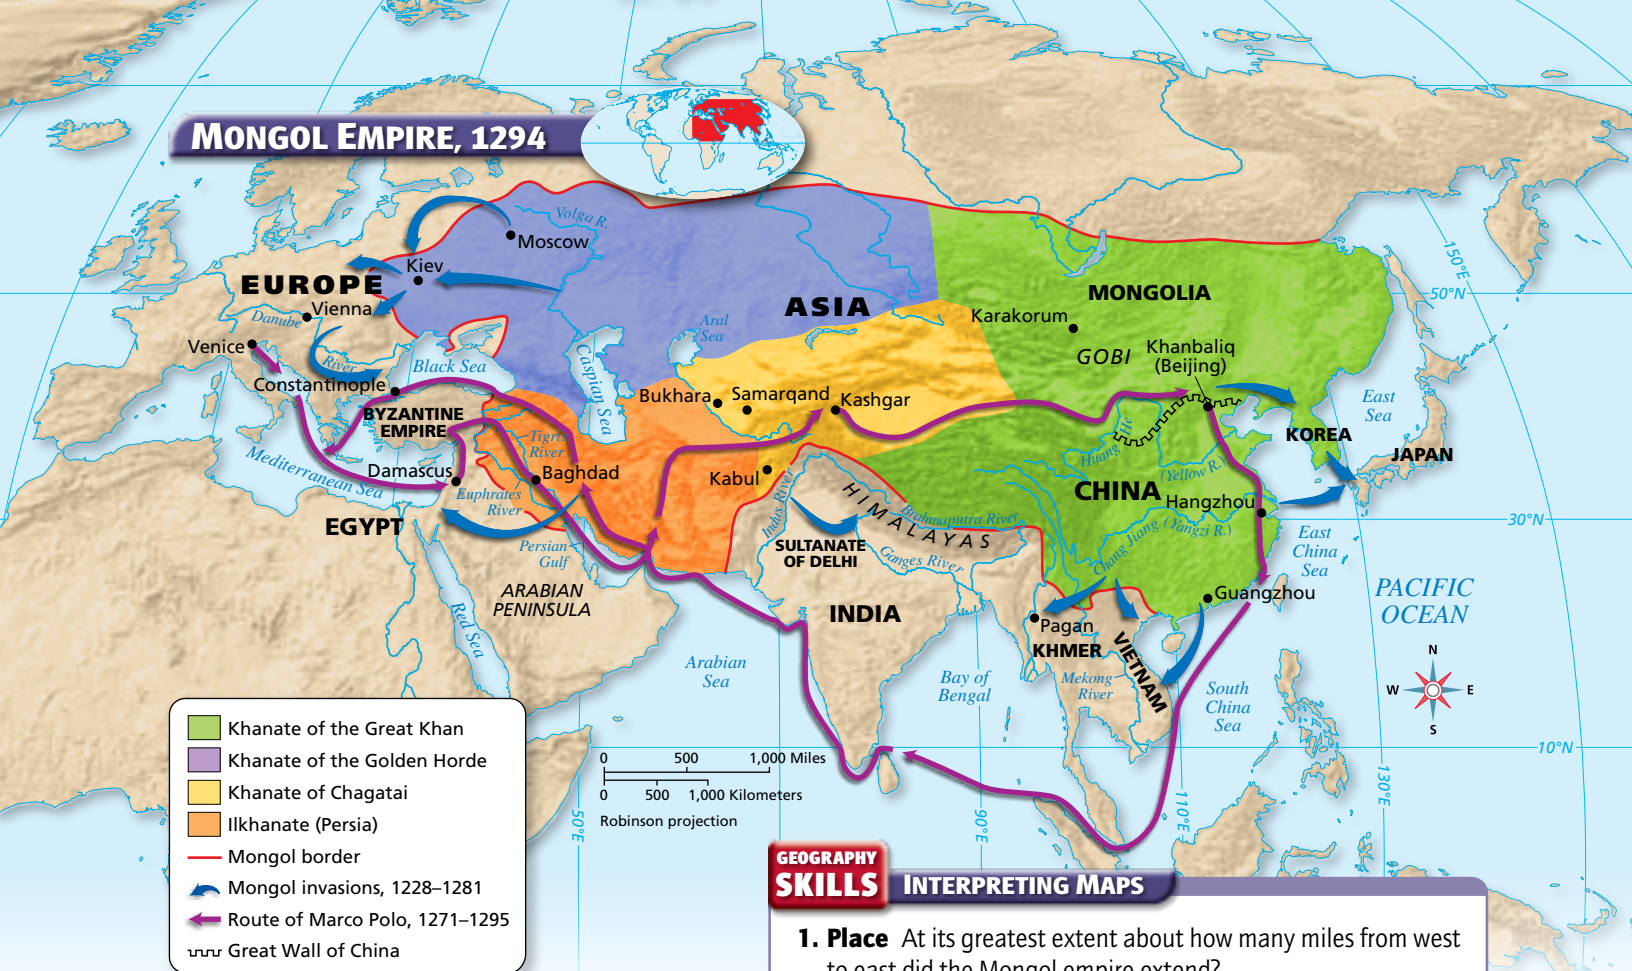 MONGOL EMPIRE, 1294
Volga R.
Moscow
Kiev
EUROPE
ASIA
MONGOLIA
150°E
50°N
Vienna
Danube
River
Venice
Aral
Sea
Karakorum
GOBI
Khanbaliq
(Beijing)
Black Sea
Caspian Sea
Constantinople
Bukhara
Samarqand
Kashgar
East
Sea
BYZANTINE
EMPIRE
Huang He
(Yellow R.)
KOREA
JAPAN
Tigris
River
Mediterranean Sea
Damascus
Baghdad
Kabul
Euphrates
River
CHINA
Hangzhou
EGYPT
Indus River
HIMALAYAS
Brahmaputra River
Chang Jiang (Yangzi R.)
30°N
Persian
Gulf
SULTANATE
OF DELHI
Ganges River
East
China
Sea
ARABIAN
PENINSULA
Red Sea
INDIA
Guangzhou
PACIFIC
OCEAN
Pagan
KHMER
VIETNAM
Mekong
River
Arabian
Sea
Bay of
Bengal
South
China
Sea
N
W
E
S
10°N
50°E
90°E
110°E
130°E
Khanate of the Great Khan
Khanate of the Golden Horde
Khanate of Chagatai
Ilkhanate (Persia)
Mongol border
Mongol invasions, 1228–1281
Route of Marco Polo, 1271–1295
Great Wall of China
0 500 1,000 Miles
0 500 1,000 Kilometers
Robinson projection
GEOGRAPHY
SKILLS
INTERPRETING MAPS
1. Place At its greatest extent about how many miles from west
to east did the Mongol empire extend?